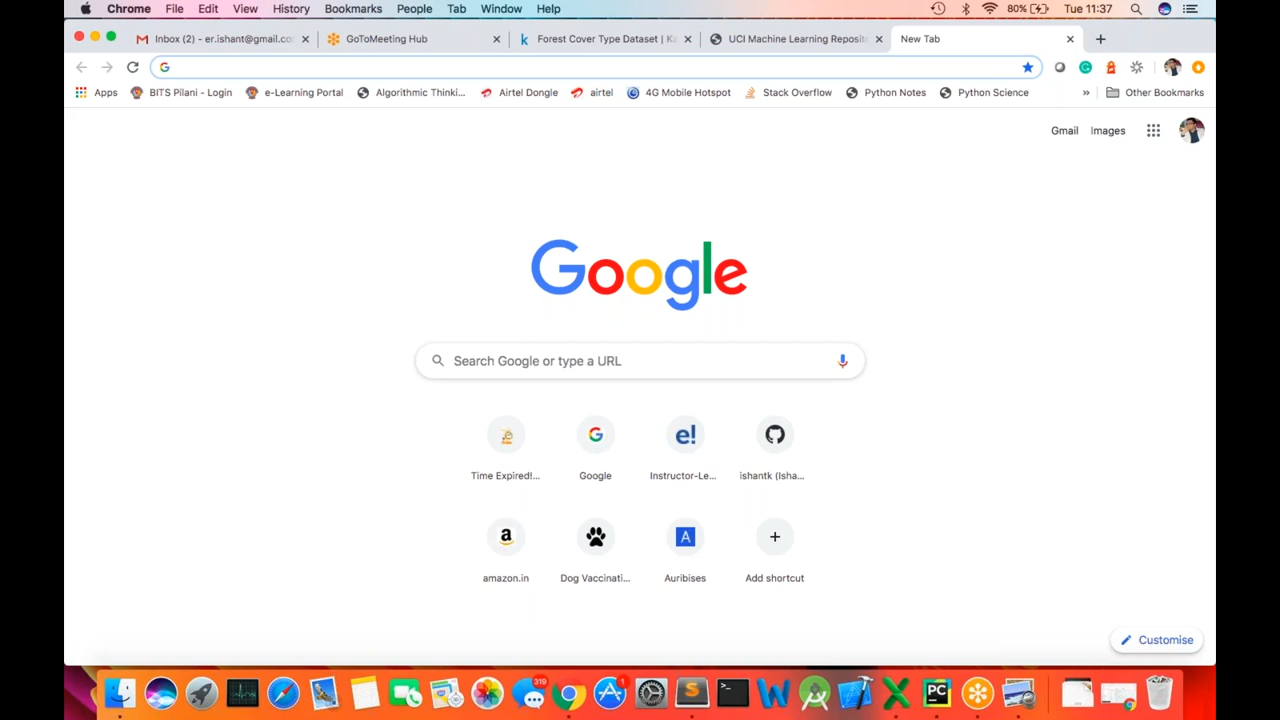 Chrome File Edit View History Bookmarks People Tab Window Help 80% Tue 11:37
Inbox (2) - er.ishant@gmail.co GoToMeeting Hub Forest Cover Type Dataset | Ka UCI Machine Learning Reposito New Tab
Apps BITS Pilani - Login e-Learning Portal Algorithmic Thinki... Airtel Dongle airtel 4G Mobile Hotspot Stack Overflow Python Notes Python Science » Other Bookmarks
Gmail Images
Google
Search Google or type a URL
Time Expired!... Google Instructor-Le... ishantk (Isha...
amazon.in Dog Vaccinati... Auribises Add shortcut
Customise
319 1
PC